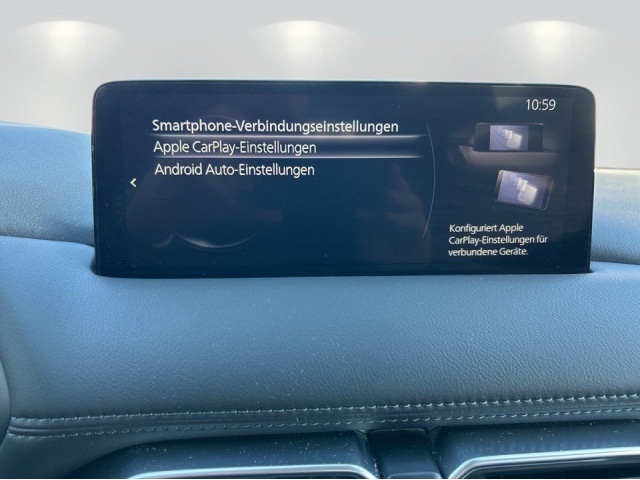 10:59
Smartphone-Verbindungseinstellungen
Apple CarPlay-Einstellungen
Android Auto-Einstellungen
Konfiguriert Apple
CarPlay-Einstellungen für
verbundene Geräte.